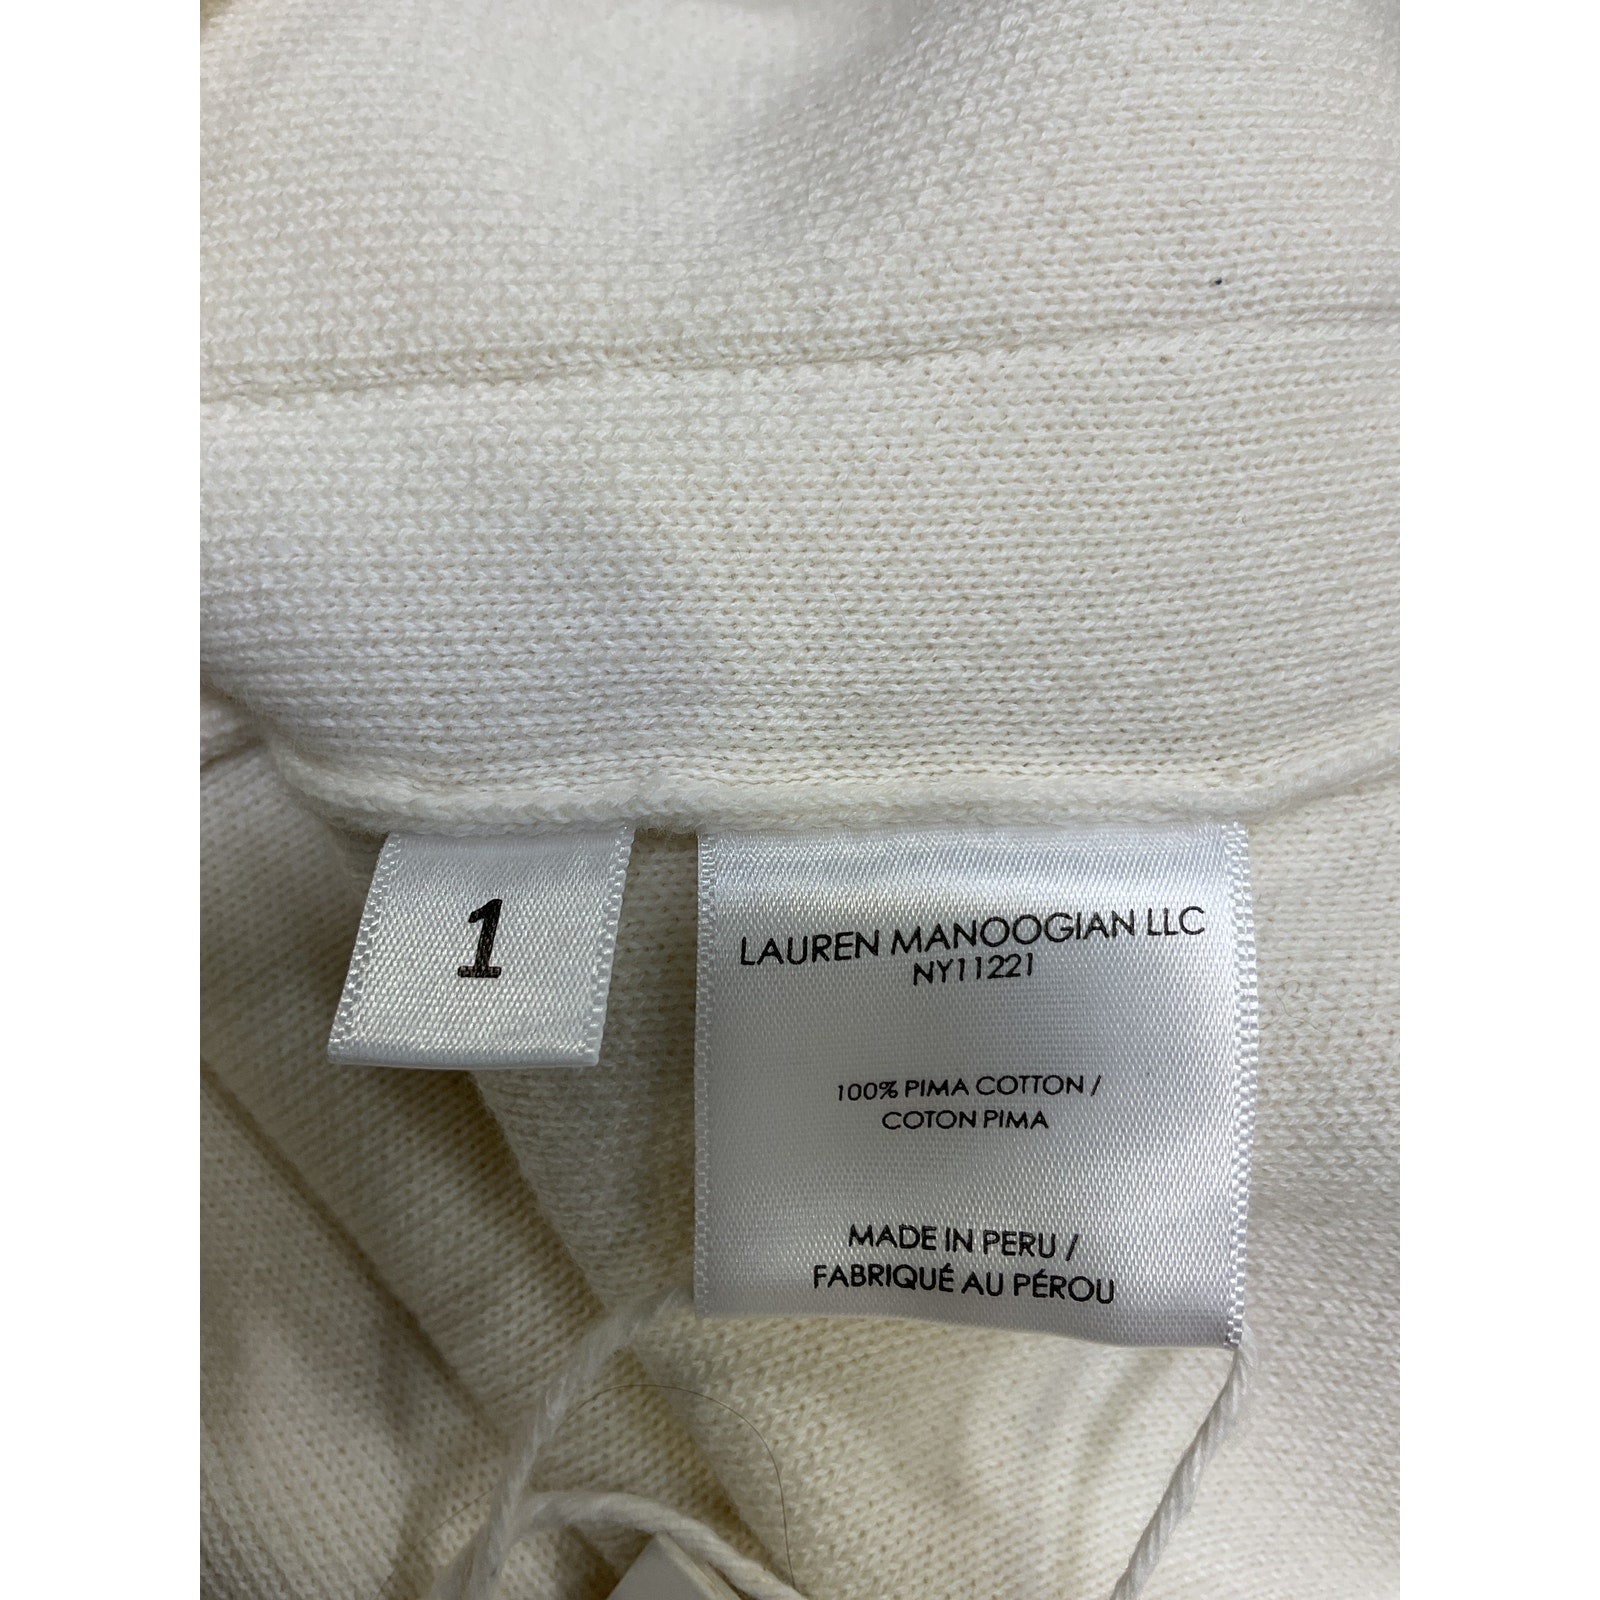 1
LAUREN MANOOGIAN LLC
NY11221
100% PIMA COTTON /
COTON PIMA
MADE IN PERU /
FABRIQUÉ AU PÉROU